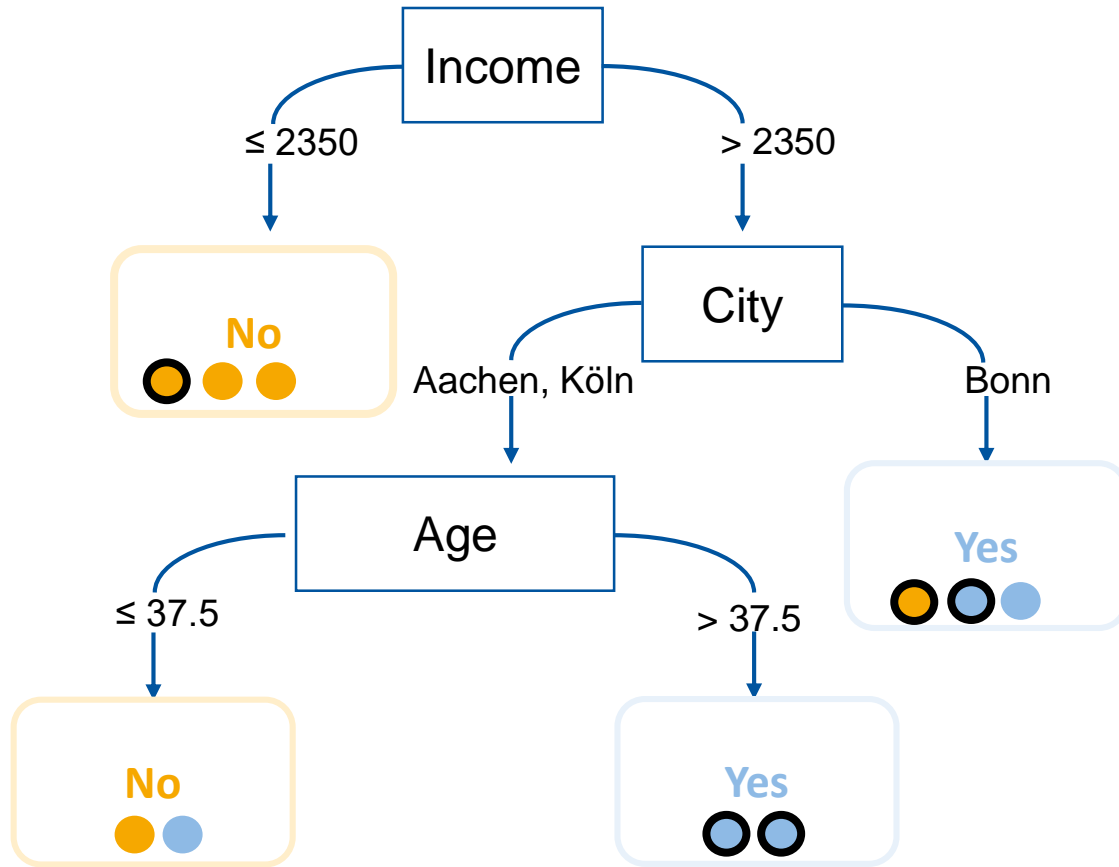 Income
≤ 2350
> 2350
No
City
Aachen, Köln
Bonn
Age
Yes
≤ 37.5
> 37.5
No
Yes